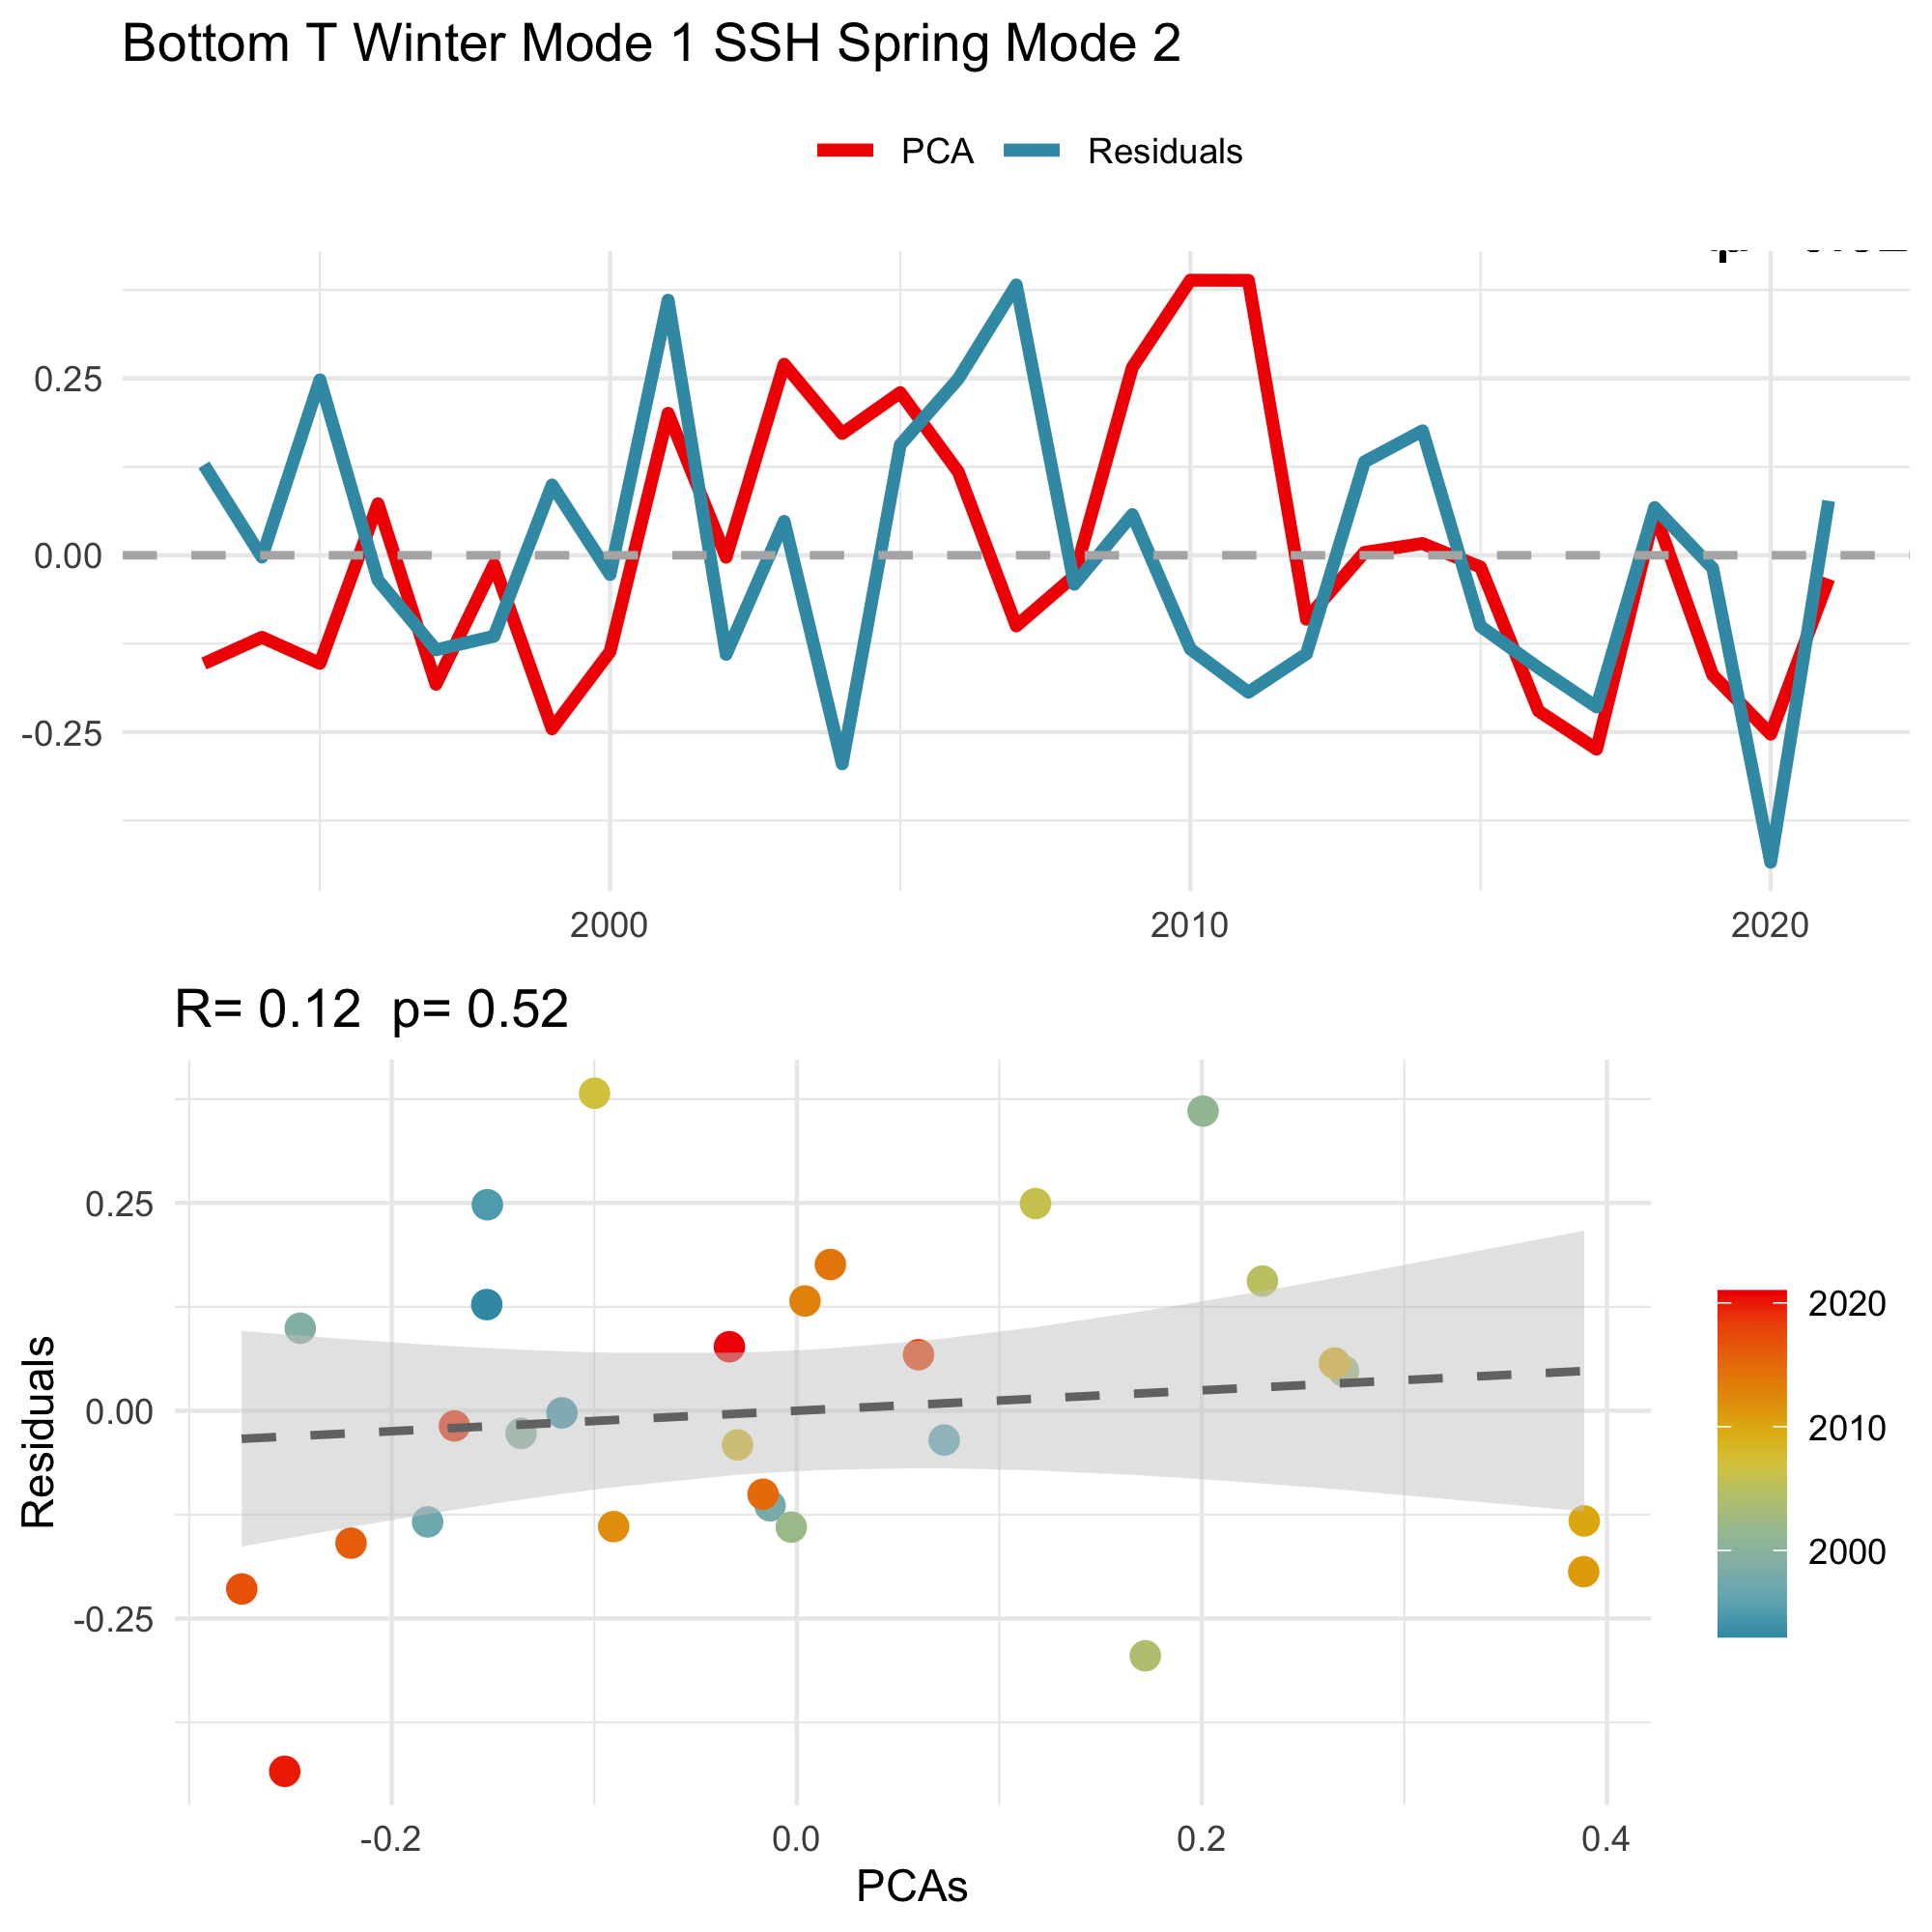 Bottom T Winter Mode 1 SSH Spring Mode 2
PCA Residuals
0.25
0.00
-0.25
2000 2010 2020
R= 0.12 p= 0.52
Residuals
0.25
0.00
-0.25
-0.2 0.0 0.2 0.4
PCAs
2020
2010
2000